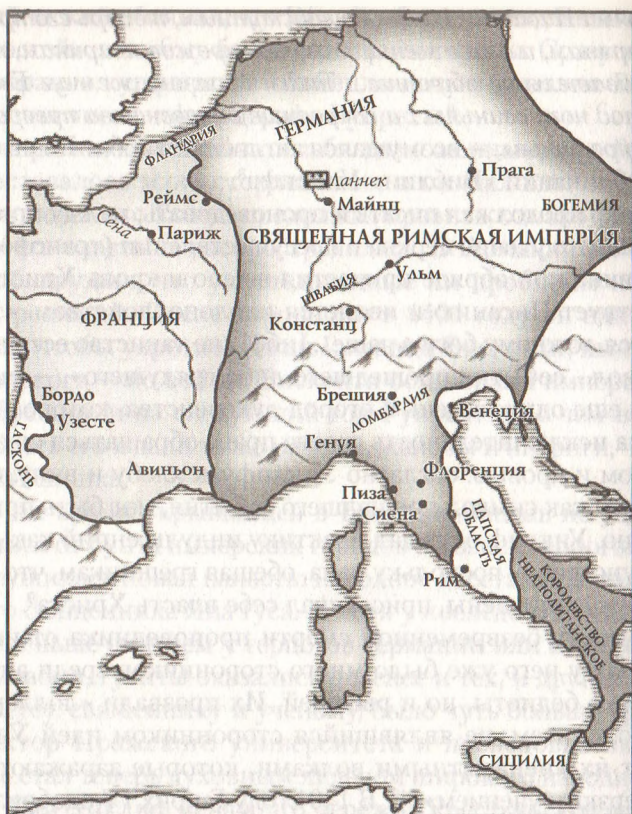 ГЕРМАНИЯ
ФЛАНДРИЯ
Прага
Ланнек
Реймс
Майнц
БОГЕМИЯ
Сена
Париж
СВЯЩЕННАЯ РИМСКАЯ ИМПЕРИЯ
Ульм
ШВАБИЯ
ФРАНЦИЯ
Констанц
Бордо
Брешия
ЛОМБАРДИЯ
Венеция
Узесте
ГАСКОНЬ
Генуя
Авиньон
Флоренция
Пиза
Сиена
ПАПСКАЯ
ОБЛАСТЬ
Рим
КОРОЛЕВСТВО
НЕАПОЛИТАНСКОЕ
СИЦИЛИЯ